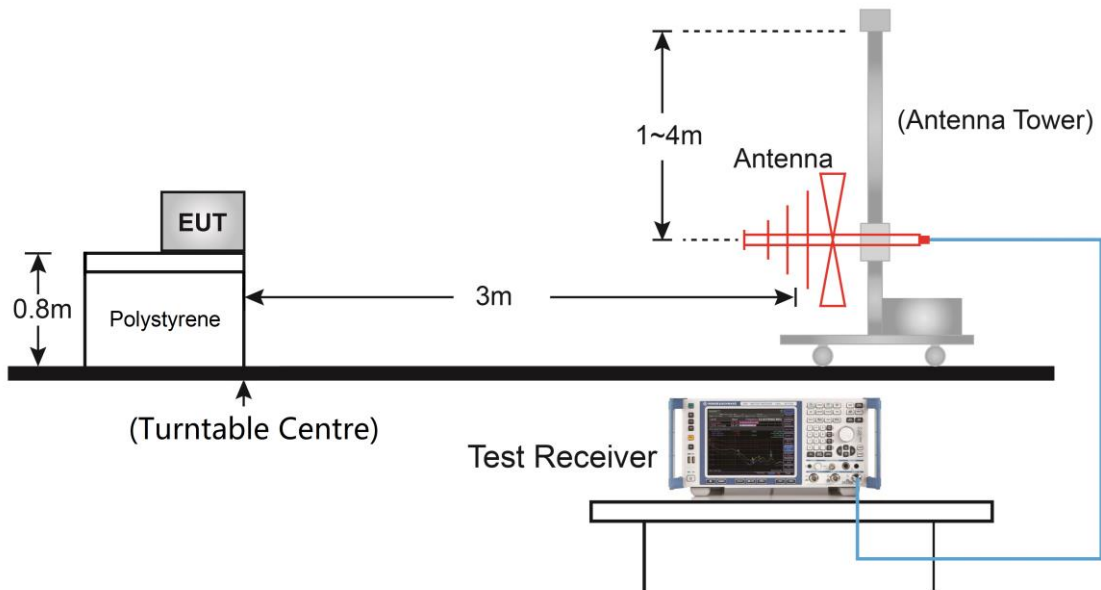 1~4m
(Antenna Tower)
Antenna
EUT
0.8m
Polystyrene
3m
(Turntable Centre)
Test Receiver